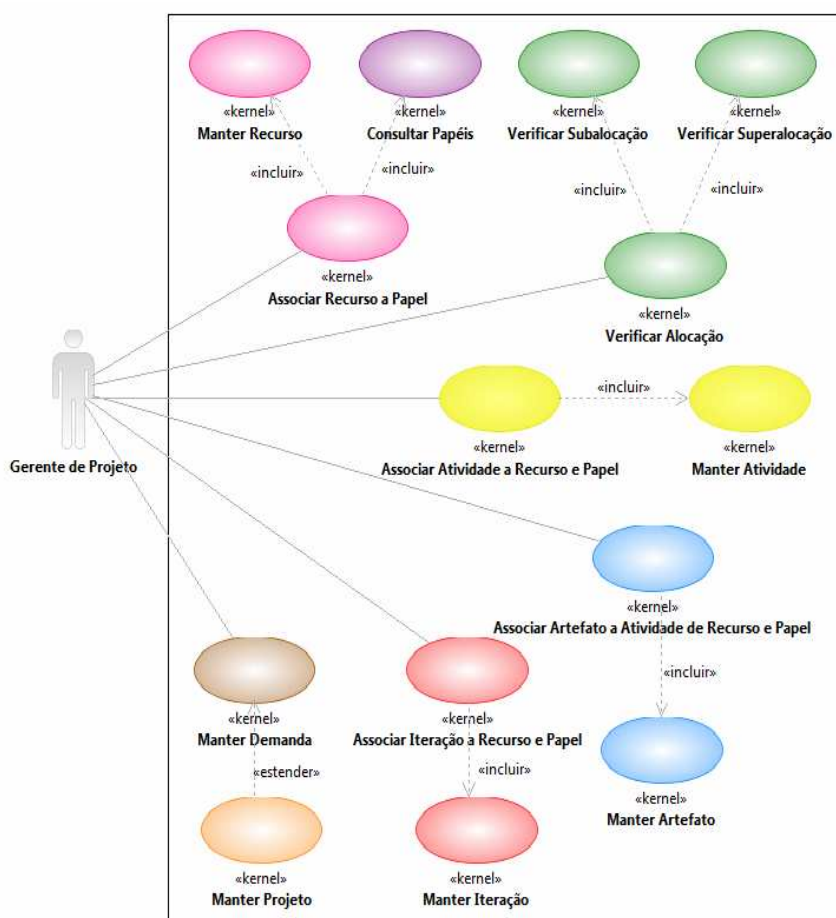 «kernel»
Manter Recurso
«kernel»
Consultar Papéis
«kernel»
Verificar Subalocação
«kernel»
Verificar Superalocação
«incluir»
«incluir»
«incluir»
«incluir»
«kernel»
Associar Recurso a Papel
«kernel»
Verificar Alocação
Gerente de Projeto
«incluir»
«kernel»
Associar Atividade a Recurso e Papel
«kernel»
Manter Atividade
«kernel»
Associar Artefato a Atividade de Recurso e Papel
«incluir»
«kernel»
Manter Demanda
«kernel»
Associar Iteração a Recurso e Papel
«estender»
«incluir»
«kernel»
Manter Artefato
«kernel»
Manter Projeto
«kernel»
Manter Iteração